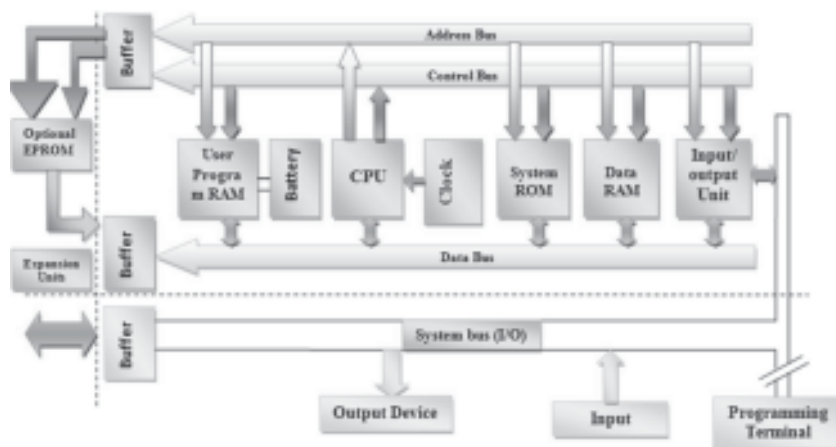 Buffer
Address Bus
Control Bus
Optional
EPROM
User
Progra
m RAM
Battery
CPU
Clock
System
ROM
Data
RAM
Input/
output
Unit
Buffer
Data Bus
Expansion
Units
Buffer
System bus (I/O)
Output Device
Input
Programming
Terminal